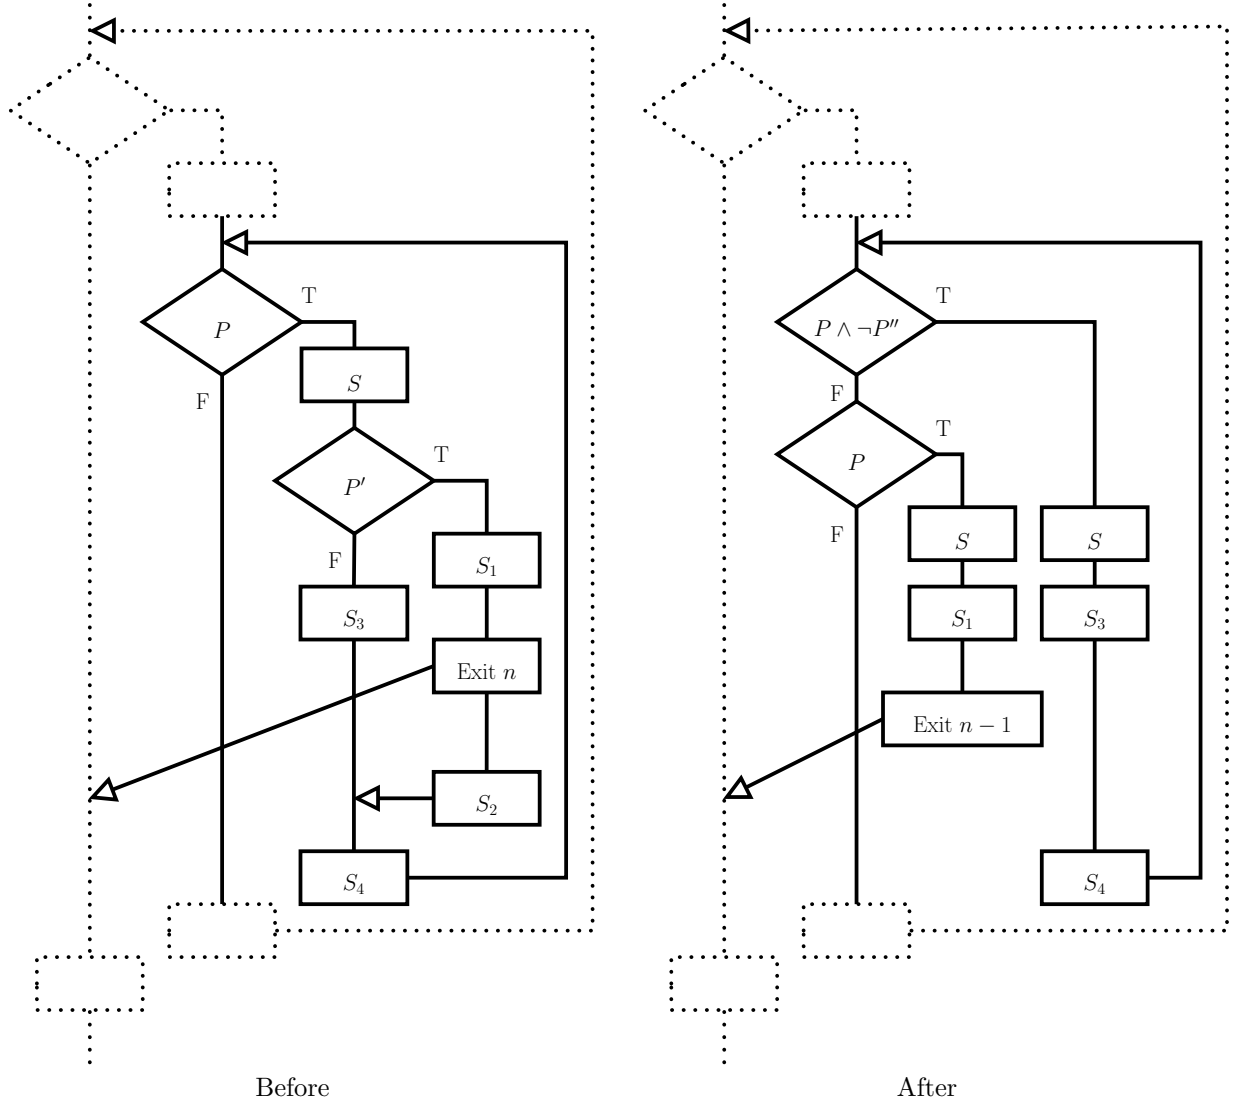 T
P
S
F
T
P′
S₁
F
S₃
Exit n
S₂
S₄
Before
T
P ∧ ¬P″
F
T
P
S
S
F
S₁
S₃
Exit n − 1
S₄
After